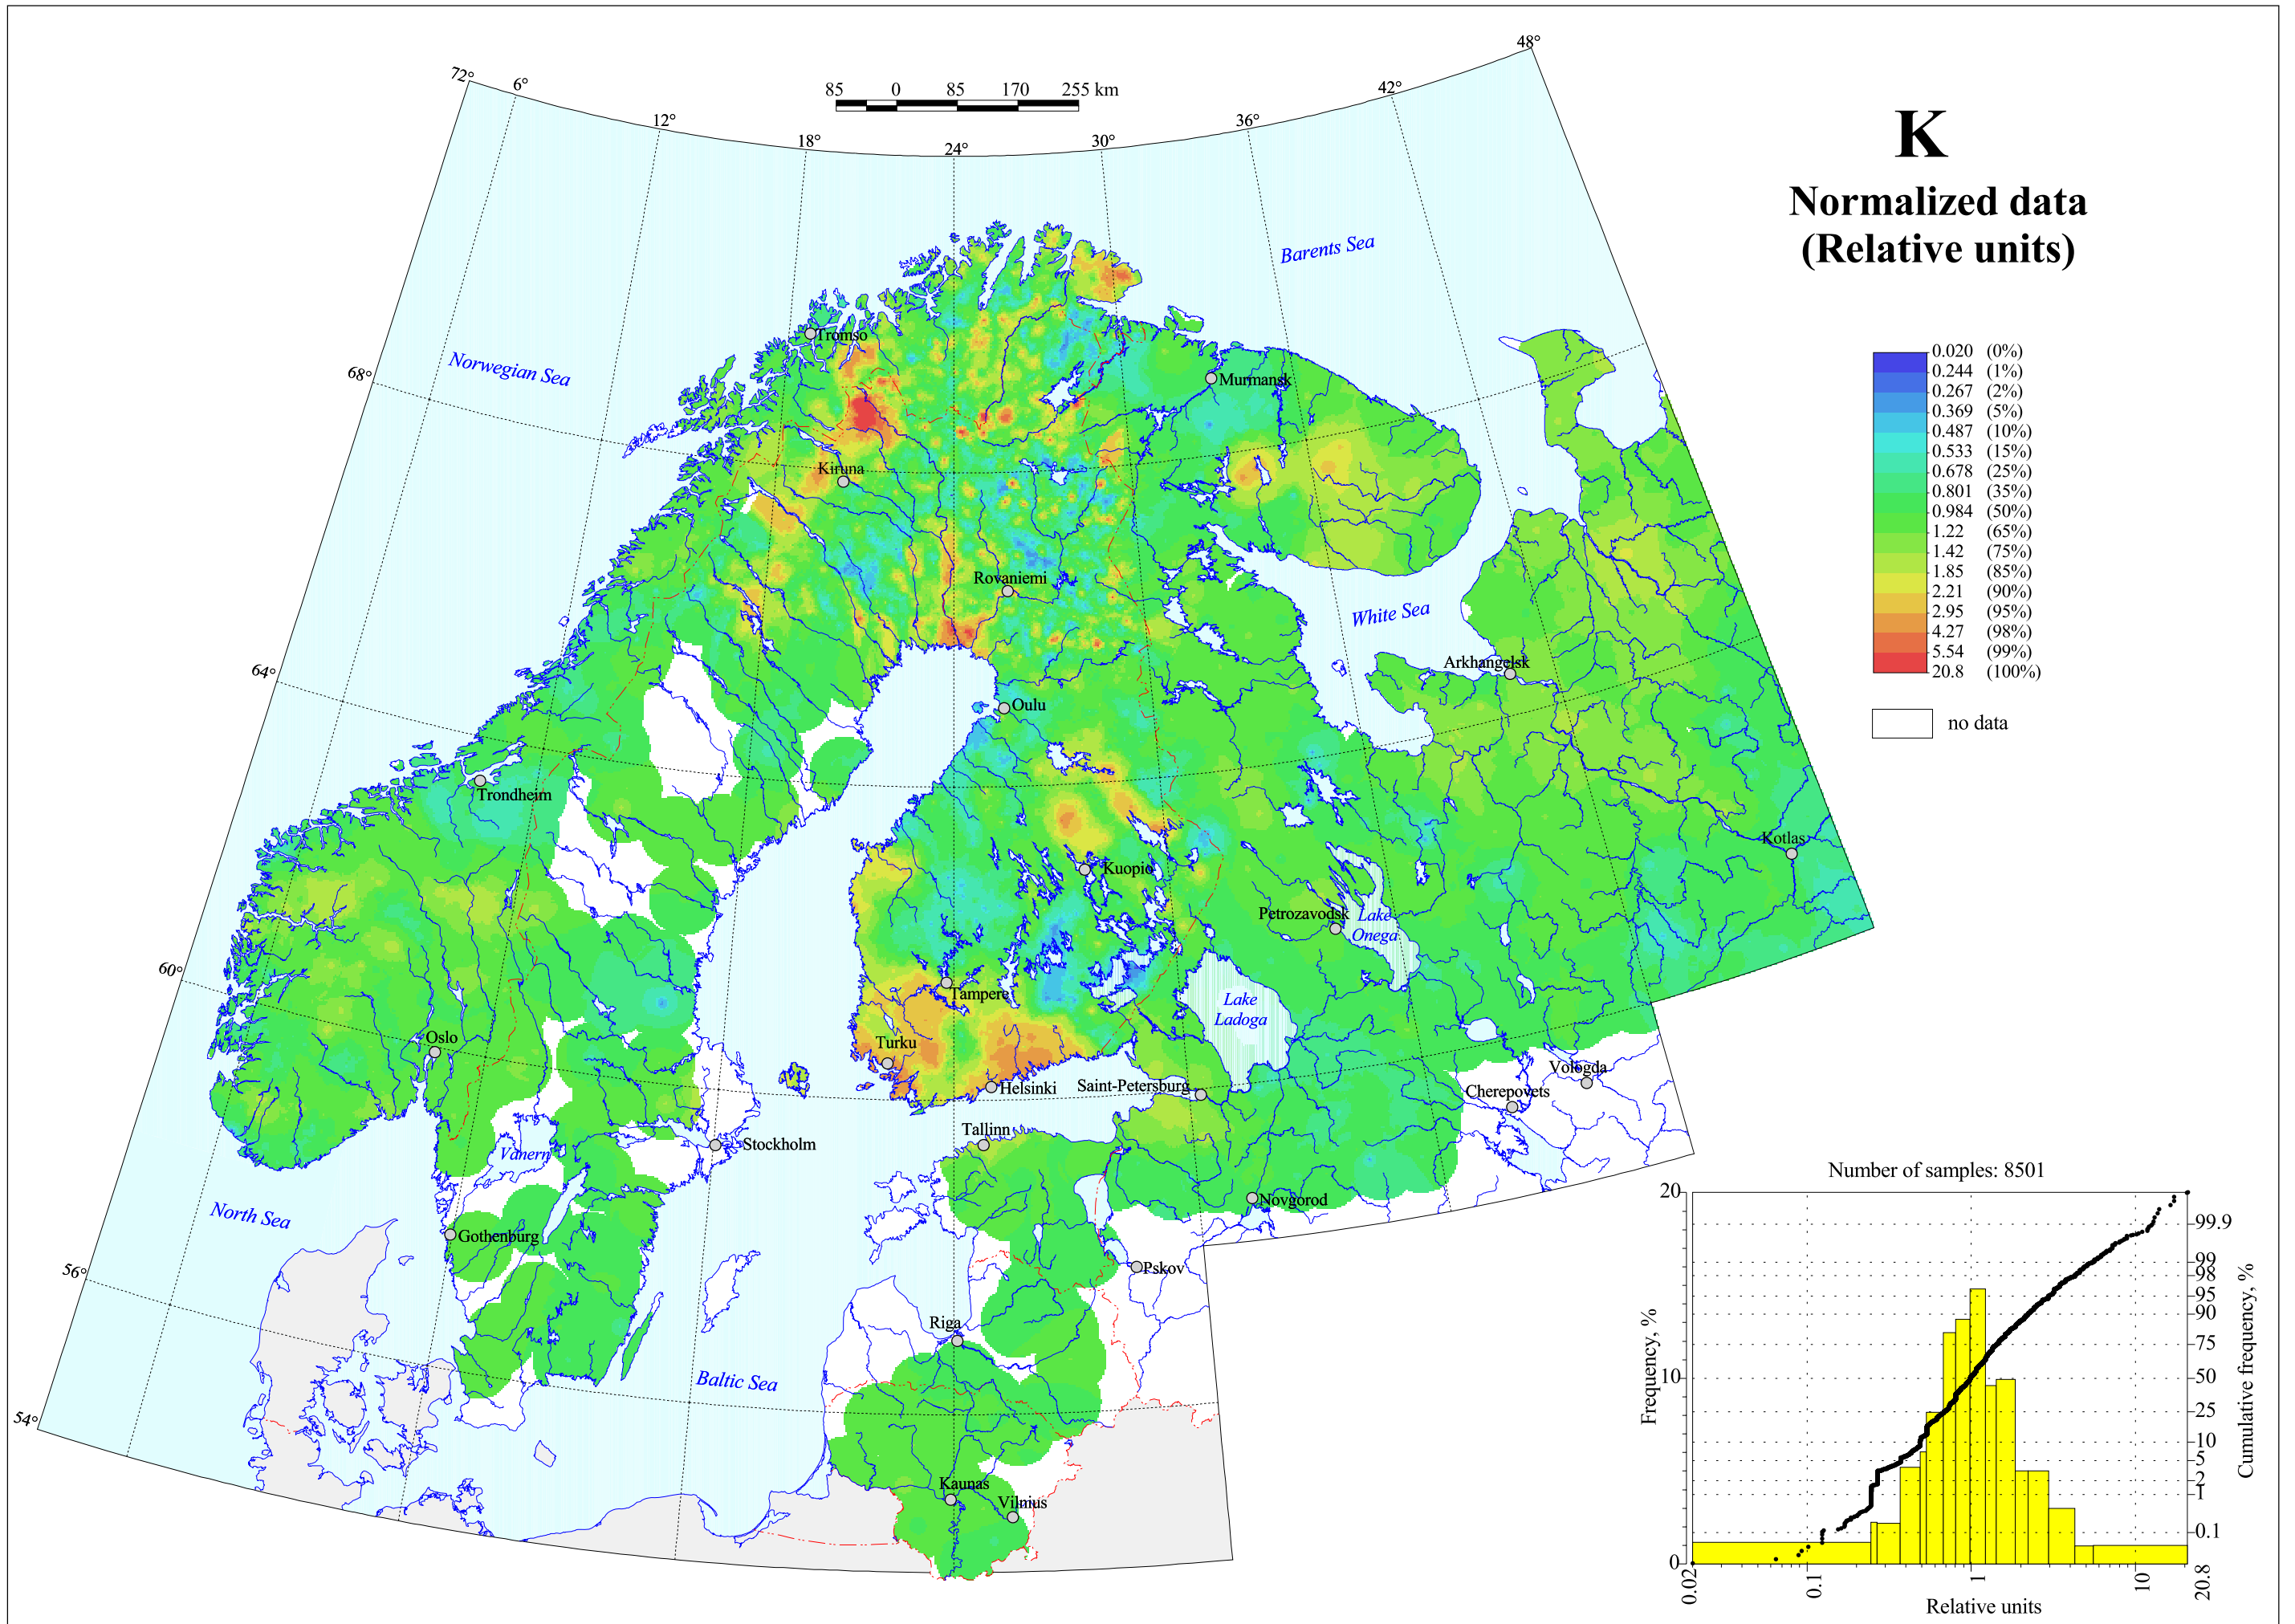 48°
72°
6°
42°
85 0 85 170 255 km
12°
36°
18°
30°
24°
K
Normalized data
(Relative units)
Barents Sea
Tromso
Norwegian Sea
68°
Murmansk
0.020 (0%)
0.244 (1%)
0.267 (2%)
0.369 (5%)
0.487 (10%)
0.533 (15%)
0.678 (25%)
0.801 (35%)
0.984 (50%)
1.22 (65%)
1.42 (75%)
1.85 (85%)
2.21 (90%)
2.95 (95%)
4.27 (98%)
5.54 (99%)
20.8 (100%)
no data
Kiruna
Rovaniemi
White Sea
Arkhangelsk
64°
Oulu
Trondheim
Kotlas
Kuopio
Petrozavodsk
Lake
Onega
60°
Tampere
Lake
Ladoga
Oslo
Turku
Helsinki
Saint-Petersburg
Vologda
Cherepovets
Tallinn
Stockholm
Vanern
Novgorod
North Sea
Gothenburg
Pskov
56°
Riga
Baltic Sea
54°
Kaunas
Vilnius
Number of samples: 8501
20
10
0
Frequency, %
99.9
99
98
95
90
75
50
25
10
5
2
1
0.1
Cumulative frequency, %
0.02
0.1
1
10
20.8
Relative units